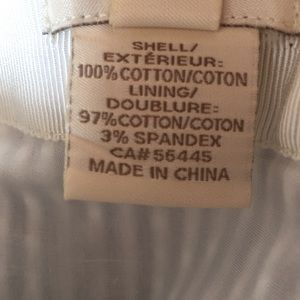 SHELL/
EXTÉRIEUR:
100% COTTON/COTON
LINING/
DOUBLURE:
97% COTTON/COTON
3% SPANDEX
CA# 56445
MADE IN CHINA